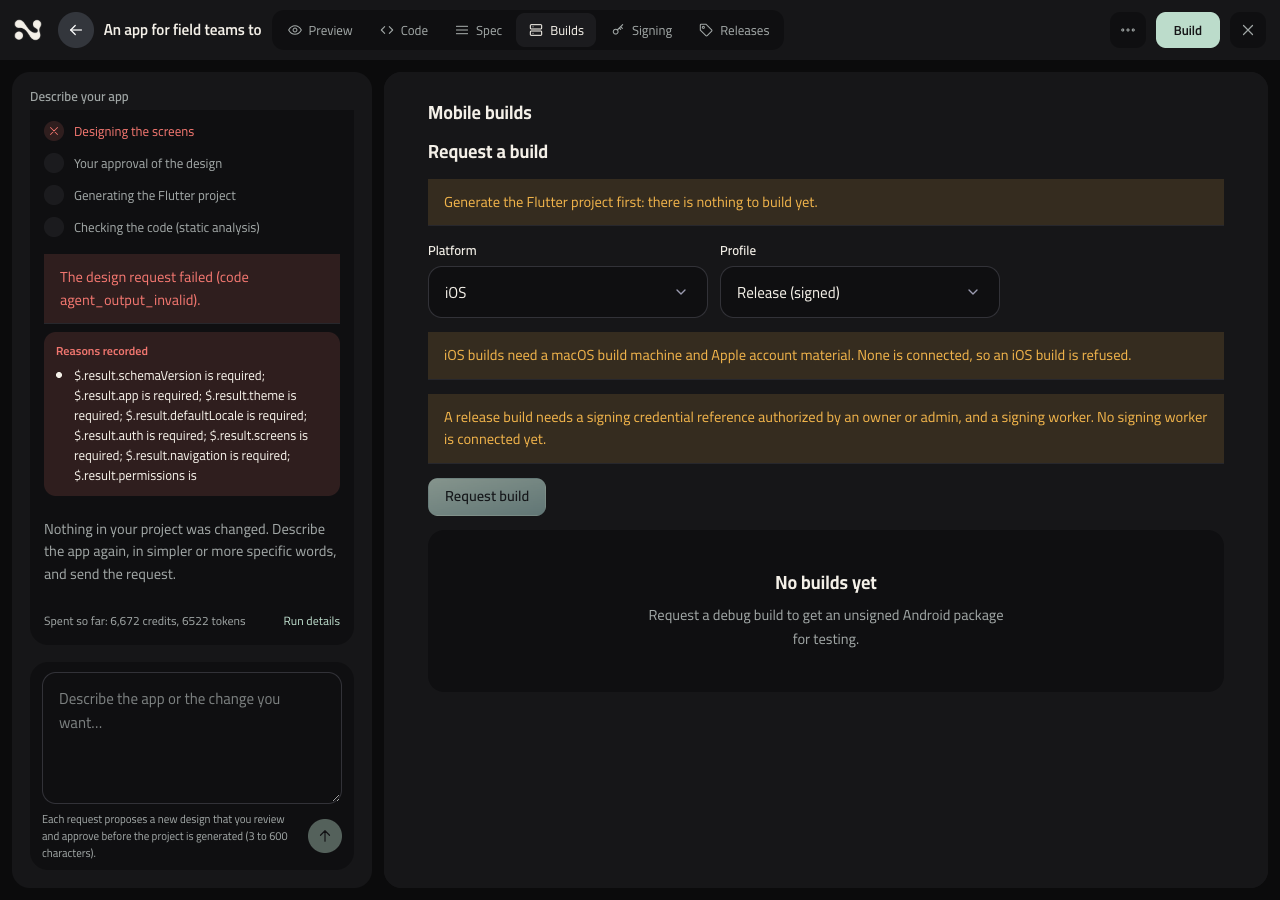 An app for field teams to
Preview
Code
Spec
Builds
Signing
Releases
Build
Describe your app
Designing the screens
Your approval of the design
Generating the Flutter project
Checking the code (static analysis)
The design request failed (code
agent_output_invalid).
Reasons recorded
$.result.schemaVersion is required;
$.result.app is required; $.result.theme is
required; $.result.defaultLocale is required;
$.result.auth is required; $.result.screens is
required; $.result.navigation is required;
$.result.permissions is
Nothing in your project was changed. Describe
the app again, in simpler or more specific words,
and send the request.
Spent so far: 6,672 credits, 6522 tokens
Run details
Describe the app or the change you
want...
Each request proposes a new design that you review
and approve before the project is generated (3 to 600
characters).
Mobile builds
Request a build
Generate the Flutter project first: there is nothing to build yet.
Platform
Profile
iOS
Release (signed)
iOS builds need a macOS build machine and Apple account material. None is connected, so an iOS build is refused.
A release build needs a signing credential reference authorized by an owner or admin, and a signing worker. No signing worker
is connected yet.
Request build
No builds yet
Request a debug build to get an unsigned Android package
for testing.